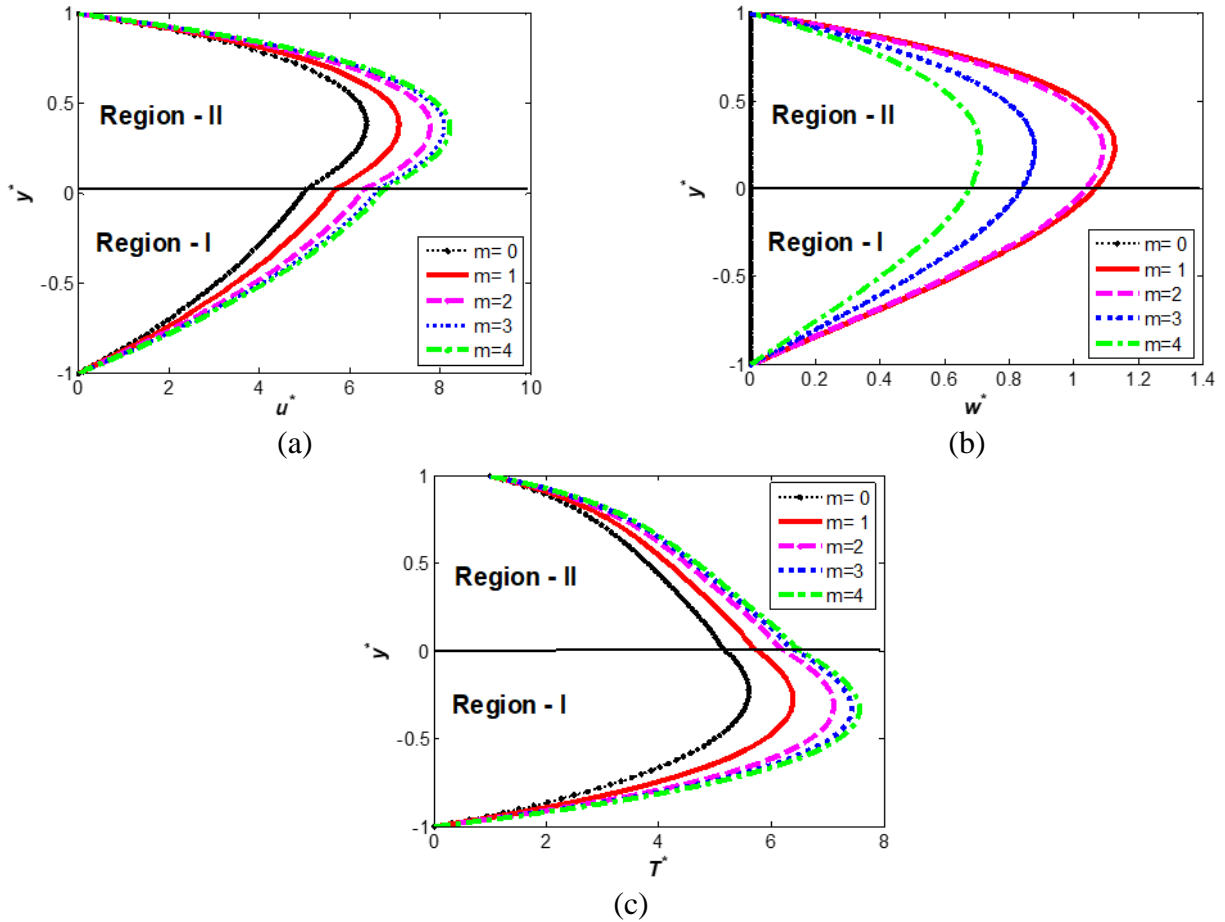 1
0.5
0
-0.5
-1
y*
Region - II
Region - I
m= 0
m= 1
m=2
m=3
m=4
0
2
4
6
8
10
u*
(a)
1
0.5
0
-0.5
-1
y*
Region - II
Region - I
m= 0
m= 1
m=2
m=3
m=4
0
0.2
0.4
0.6
0.8
1
1.2
1.4
w*
(b)
1
0.5
0
-0.5
-1
y*
Region - II
Region - I
m= 0
m= 1
m=2
m=3
m=4
0
2
4
6
8
T*
(c)